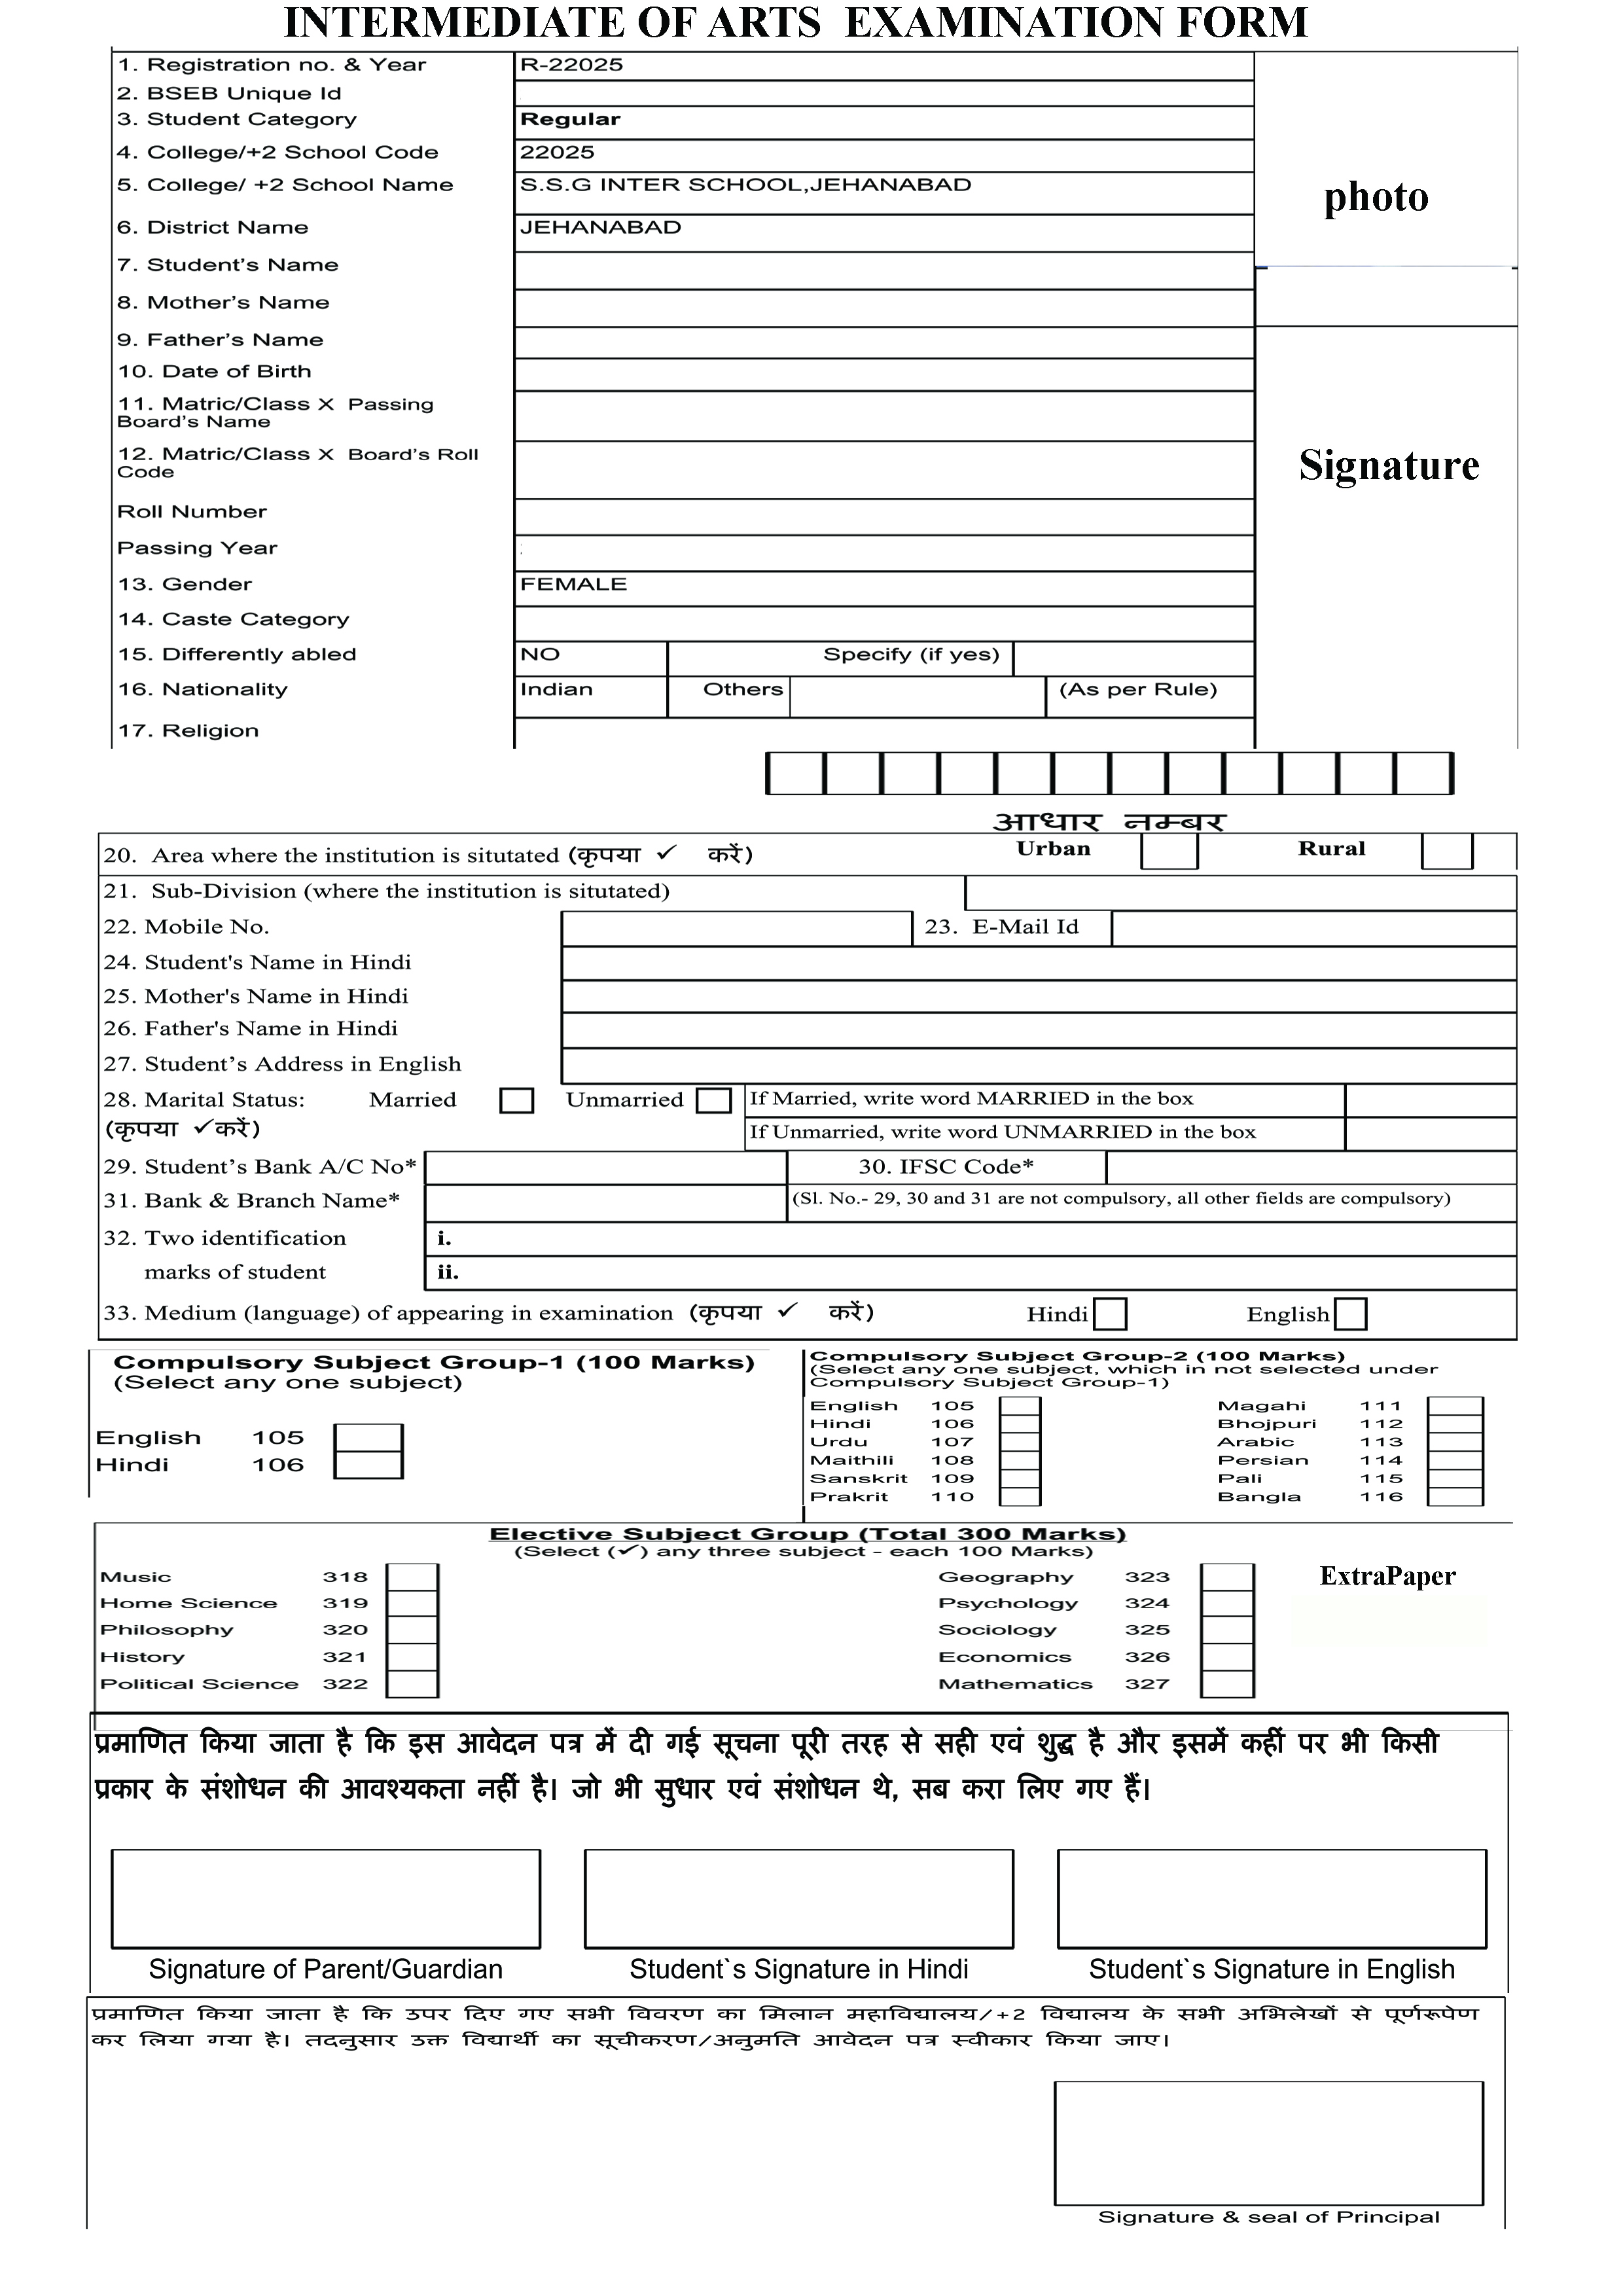 INTERMEDIATE OF ARTS EXAMINATION FORM
1. Registration no. & Year R-22025
2. BSEB Unique Id
3. Student Category Regular
4. College/+2 School Code 22025
5. College/ +2 School Name S.S.G INTER SCHOOL,JEHANABAD
photo
6. District Name JEHANABAD
7. Student's Name
8. Mother's Name
9. Father's Name
10. Date of Birth
11. Matric/Class X Passing
Board's Name
12. Matric/Class X Board's Roll
Code
Signature
Roll Number
Passing Year
13. Gender FEMALE
14. Caste Category
15. Differently abled NO Specify (if yes)
16. Nationality Indian Others (As per Rule)
17. Religion
आधार नम्बर
20. Area where the institution is situtated (कृपया ✓ करें) Urban Rural
21. Sub-Division (where the institution is situtated)
22. Mobile No. 23. E-Mail Id
24. Student's Name in Hindi
25. Mother's Name in Hindi
26. Father's Name in Hindi
27. Student's Address in English
28. Marital Status: Married Unmarried If Married, write word MARRIED in the box
(कृपया ✓करें) If Unmarried, write word UNMARRIED in the box
29. Student's Bank A/C No* 30. IFSC Code*
31. Bank & Branch Name* (Sl. No.- 29, 30 and 31 are not compulsory, all other fields are compulsory)
32. Two identification i.
marks of student ii.
33. Medium (language) of appearing in examination (कृपया ✓ करें) Hindi English
Compulsory Subject Group-1 (100 Marks)
(Select any one subject)
English 105
Hindi 106
Compulsory Subject Group-2 (100 Marks)
(Select any one subject, which in not selected under
Compulsory Subject Group-1)
English 105 Magahi 111
Hindi 106 Bhojpuri 112
Urdu 107 Arabic 113
Maithili 108 Persian 114
Sanskrit 109 Pali 115
Prakrit 110 Bangla 116
Elective Subject Group (Total 300 Marks)
(Select (✓) any three subject - each 100 Marks)
Music 318 Geography 323 ExtraPaper
Home Science 319 Psychology 324
Philosophy 320 Sociology 325
History 321 Economics 326
Political Science 322 Mathematics 327
प्रमाणित किया जाता है कि इस आवेदन पत्र में दी गई सूचना पूरी तरह से सही एवं शुद्ध है और इसमें कहीं पर भी किसी
प्रकार के संशोधन की आवश्यकता नहीं है। जो भी सुधार एवं संशोधन थे, सब करा लिए गए हैं।
Signature of Parent/Guardian Student`s Signature in Hindi Student`s Signature in English
प्रमाणित किया जाता है कि उपर दिए गए सभी विवरण का मिलान महाविद्यालय/+2 विद्यालय के सभी अभिलेखों से पूर्णरूपेण
कर लिया गया है। तदनुसार उक्त विद्यार्थी का सूचीकरण/अनुमति आवेदन पत्र स्वीकार किया जाए।
Signature & seal of Principal